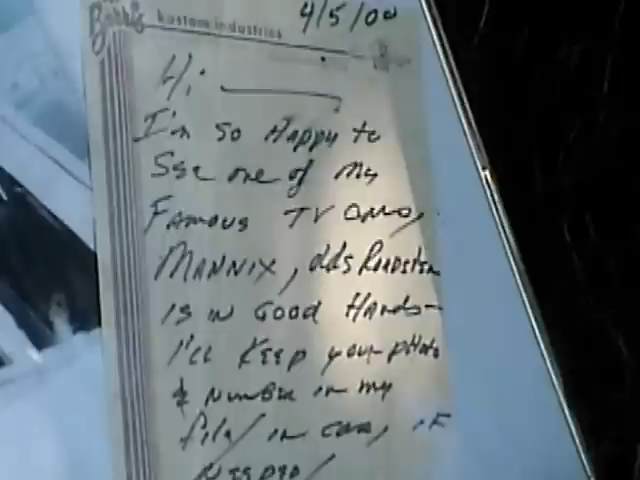 Barris kustom industries 4/5/00
Hi:
I'm so Happy to
See one of My
Famous TV
MANNIX, olds Roadster
is in Good Hands-
I'll Keep your photo
& Number in my
file/ in case, if
needed/